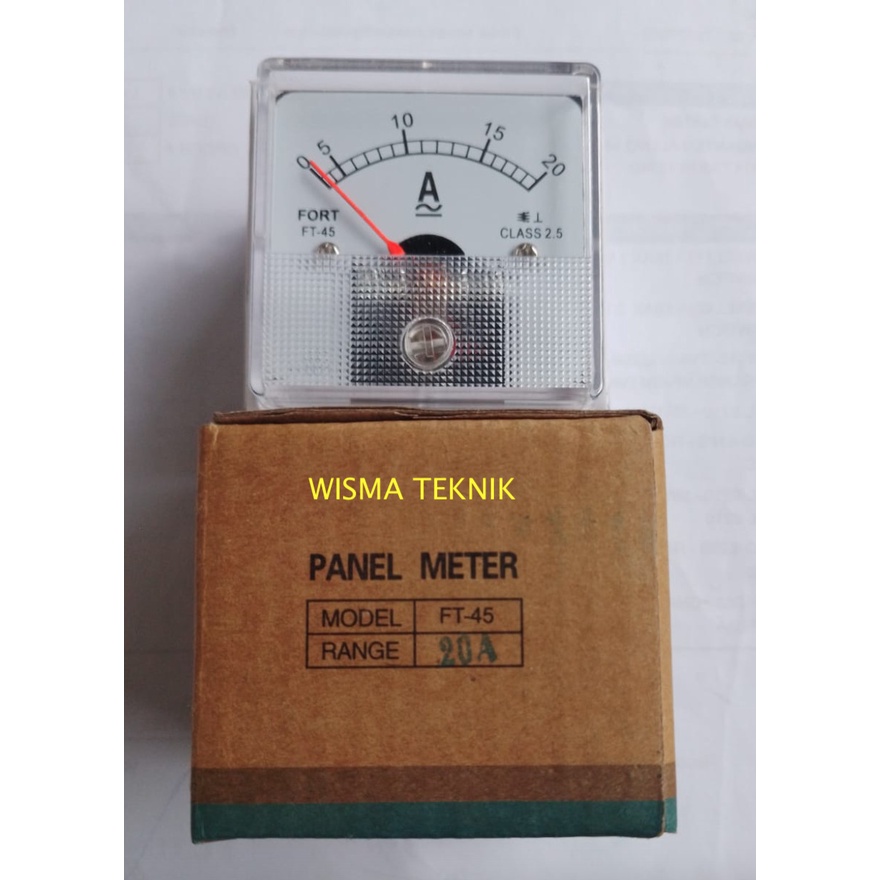 0 5 10 15 20
A
FORT
FT-45
CLASS 2.5
WISMA TEKNIK
PANEL METER
MODEL FT-45
RANGE 20A